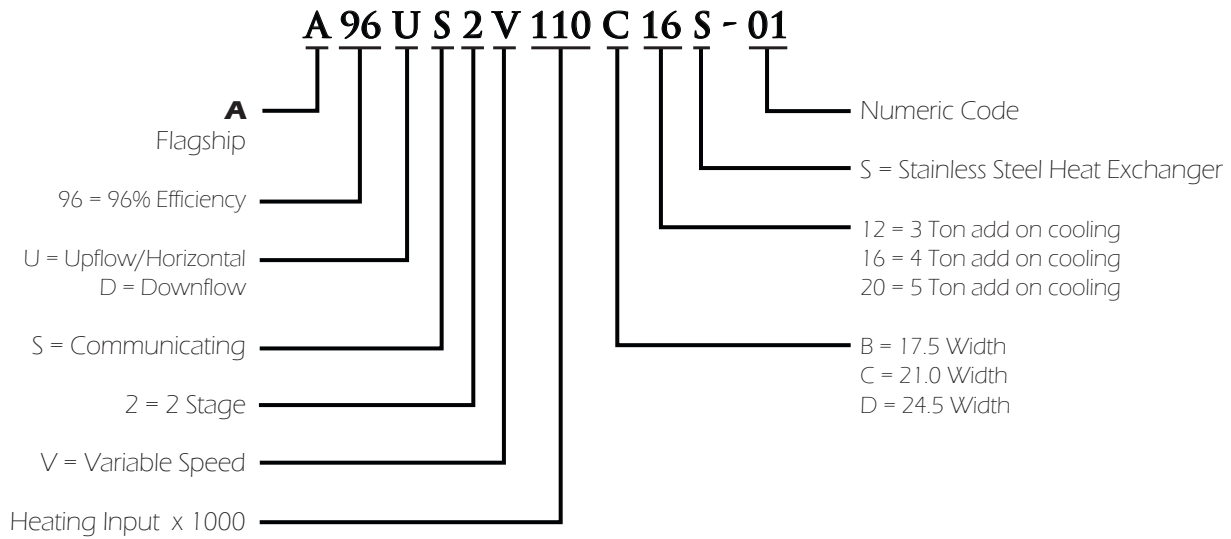 A 96 U S 2 V 110 C 16 S - 01
A
Flagship
96 = 96% Efficiency
U = Upflow/Horizontal
D = Downflow
S = Communicating
2 = 2 Stage
V = Variable Speed
Heating Input x 1000
Numeric Code
S = Stainless Steel Heat Exchanger
12 = 3 Ton add on cooling
16 = 4 Ton add on cooling
20 = 5 Ton add on cooling
B = 17.5 Width
C = 21.0 Width
D = 24.5 Width